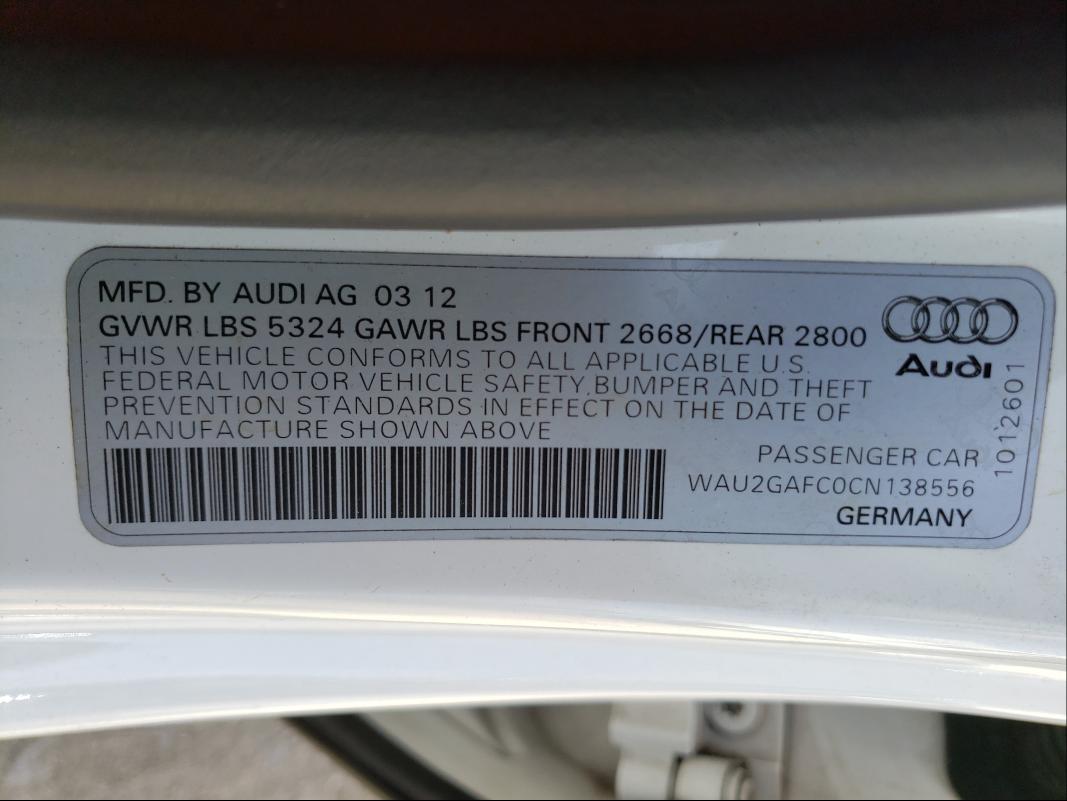 MFD. BY AUDI AG 03 12
GVWR LBS 5324 GAWR LBS FRONT 2668/REAR 2800
THIS VEHICLE CONFORMS TO ALL APPLICABLE U.S.
FEDERAL MOTOR VEHICLE SAFETY,BUMPER AND THEFT
PREVENTION STANDARDS IN EFFECT ON THE DATE OF
MANUFACTURE SHOWN ABOVE
Audi
1012601
PASSENGER CAR
WAU2GAFC0CN138556
GERMANY